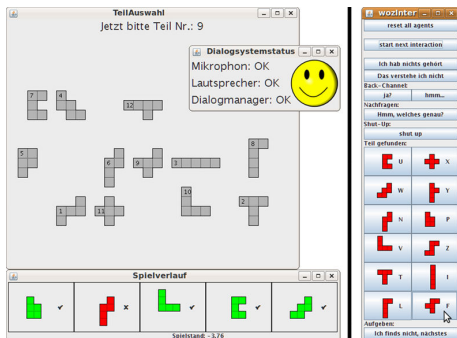 TeilAuswahl
Jetzt bitte Teil Nr.: 9
Dialogsystemstatus
Mikrophon: OK
Lautsprecher: OK
Dialogmanager: OK
7
4
12
5
6
9
3
8
1
11
10
2
Spielverlauf
Spielstand: -3,76
wozinter
reset all agents
start next interaction
Ich hab nichts gehört
Das verstehe ich nicht
Back-Channel:
ja?
hmm...
Nachfragen:
Hmm, welches genau?
Shut-Up:
shut up
Teil gefunden:
U
X
W
Y
N
P
V
Z
T
I
L
F
Aufgeben:
Ich finds nicht, nächstes